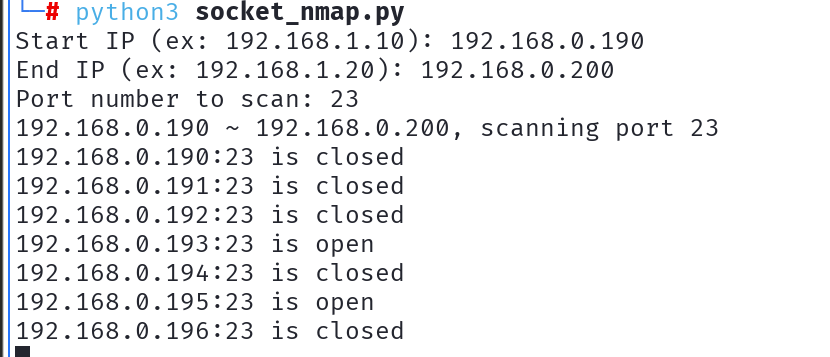 └─# python3 socket_nmap.py
Start IP (ex: 192.168.1.10): 192.168.0.190
End IP (ex: 192.168.1.20): 192.168.0.200
Port number to scan: 23
192.168.0.190 ~ 192.168.0.200, scanning port 23
192.168.0.190:23 is closed
192.168.0.191:23 is closed
192.168.0.192:23 is closed
192.168.0.193:23 is open
192.168.0.194:23 is closed
192.168.0.195:23 is open
192.168.0.196:23 is closed